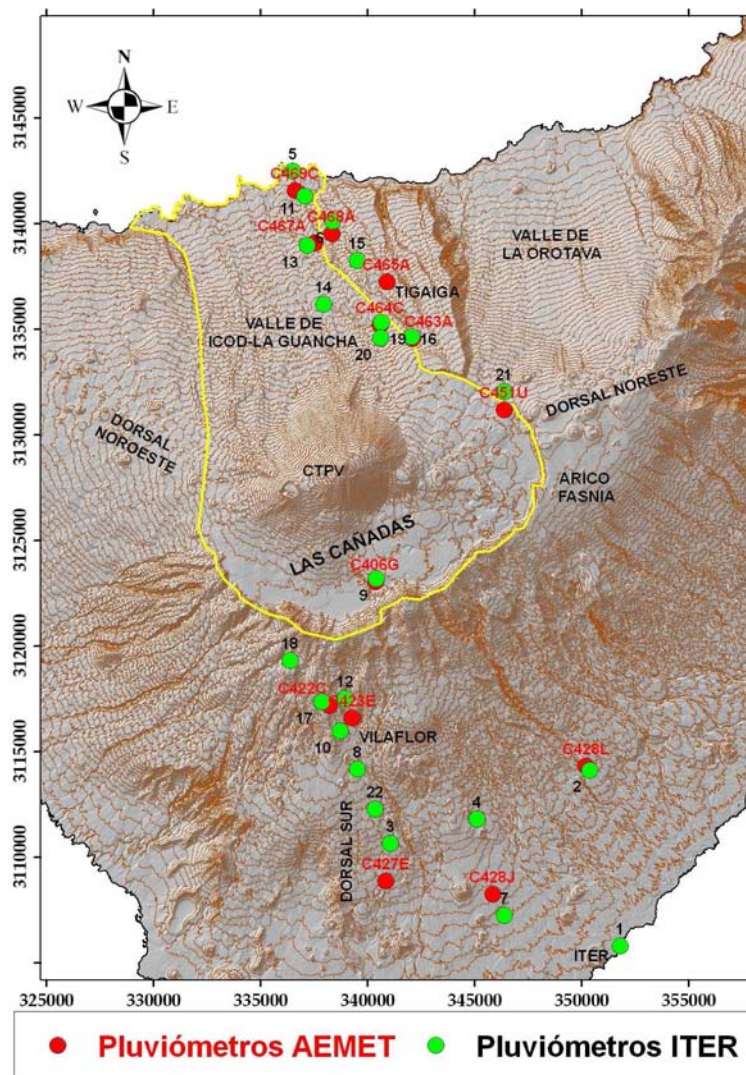 N
W E
S
3145000
3140000
3135000
3130000
3125000
3120000
3115000
3110000
5
C469C
11
C468A
C467A
6
13
15
C465A
TIGAIGA
VALLE DE
LA OROTAVA
14
C464C
C463A
VALLE DE
ICOD-LA GUANCHA
20
19
16
21
C451U
DORSAL NORESTE
DORSAL
NOROESTE
CTPV
ARICO
FASNIA
LAS CAÑADAS
C406G
9
18
12
C422C
C423E
17
10
VILAFLOR
8
C428L
2
22
4
3
DORSAL SUR
C427E
C428J
7
1
ITER
325000 330000 335000 340000 345000 350000 355000
Pluviómetros AEMET Pluviómetros ITER